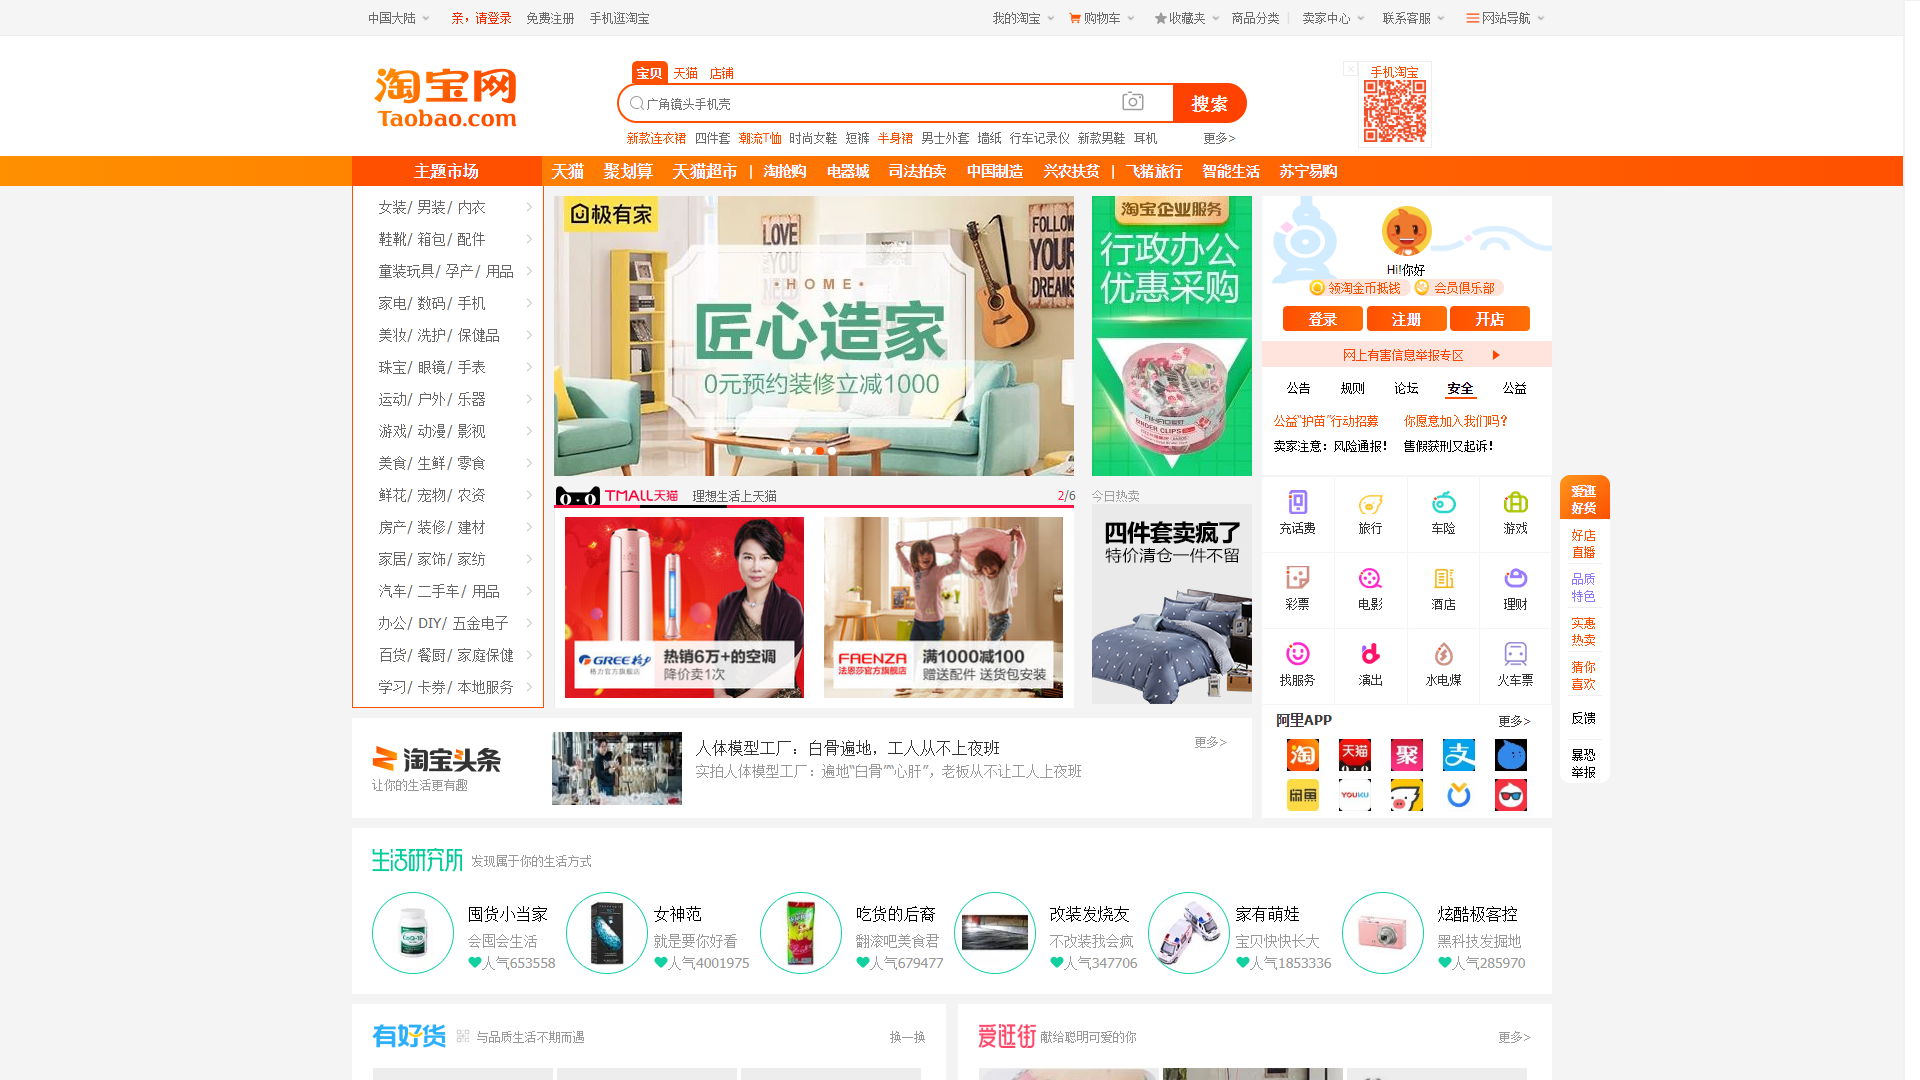 中国大陆
亲，请登录 免费注册 手机逛淘宝
我的淘宝 购物车 收藏夹 商品分类 卖家中心 联系客服 网站导航
淘宝网
Taobao.com
宝贝 天猫 店铺
广角镜头手机壳
搜索
新款连衣裙 四件套 潮流T恤 时尚女鞋 短裤 半身裙 男士外套 墙纸 行车记录仪 新款男鞋 耳机 更多>
手机淘宝
主题市场
天猫 聚划算 天猫超市 | 淘抢购 电器城 司法拍卖 中国制造 兴农扶贫 | 飞猪旅行 智能生活 苏宁易购
女装/ 男装/ 内衣
鞋靴/ 箱包/ 配件
童装玩具/ 孕产/ 用品
家电/ 数码/ 手机
美妆/ 洗护/ 保健品
珠宝/ 眼镜/ 手表
运动/ 户外/ 乐器
游戏/ 动漫/ 影视
美食/ 生鲜/ 零食
鲜花/ 宠物/ 农资
房产/ 装修/ 建材
家居/ 家饰/ 家纺
汽车/ 二手车/ 用品
办公/ DIY/ 五金电子
百货/ 餐厨/ 家庭保健
学习/ 卡券/ 本地服务
极有家
LOVE
FOLLOW
YOUR
DREAMS
·HOME·
匠心造家
0元预约装修立减1000
TMALL天猫 理想生活上天猫 2/6
GREE格力
格力官方旗舰店
热销6万+的空调
降价卖1次
FAENZA
法恩莎官方旗舰店
满1000减100
赠送配件 送货包安装
淘宝企业服务
行政办公
优惠采购
BINDER CLIPS
今日热卖
四件套卖疯了
特价清仓一件不留
Hi!你好
领淘金币抵钱 会员俱乐部
登录 注册 开店
网上有害信息举报专区
公告 规则 论坛 安全 公益
公益“护苗”行动招募 你愿意加入我们吗?
卖家注意：风险通报！ 售假获刑又起诉！
充话费 旅行 车险 游戏
彩票 电影 酒店 理财
找服务 演出 水电煤 火车票
阿里APP 更多>
淘 天猫 聚 支
闲鱼 YOUKU
爱逛
好货
好店
直播
品质
特色
实惠
热卖
猜你
喜欢
反馈
暴恐
举报
淘宝头条
让你的生活更有趣
人体模型工厂：白骨遍地，工人从不上夜班
实拍人体模型工厂：遍地“白骨”“心肝”，老板从不让工人上夜班
更多>
生活研究所 发现属于你的生活方式
CoQ-10
囤货小当家
会囤会生活
人气653558
女神范
就是要你好看
人气4001975
吃货的后裔
翻滚吧美食君
人气679477
改装发烧友
不改装我会疯
人气347706
家有萌娃
宝贝快快长大
人气1853336
炫酷极客控
黑科技发掘地
人气285970
有好货 与品质生活不期而遇 换一换
爱逛街 献给聪明可爱的你 更多>